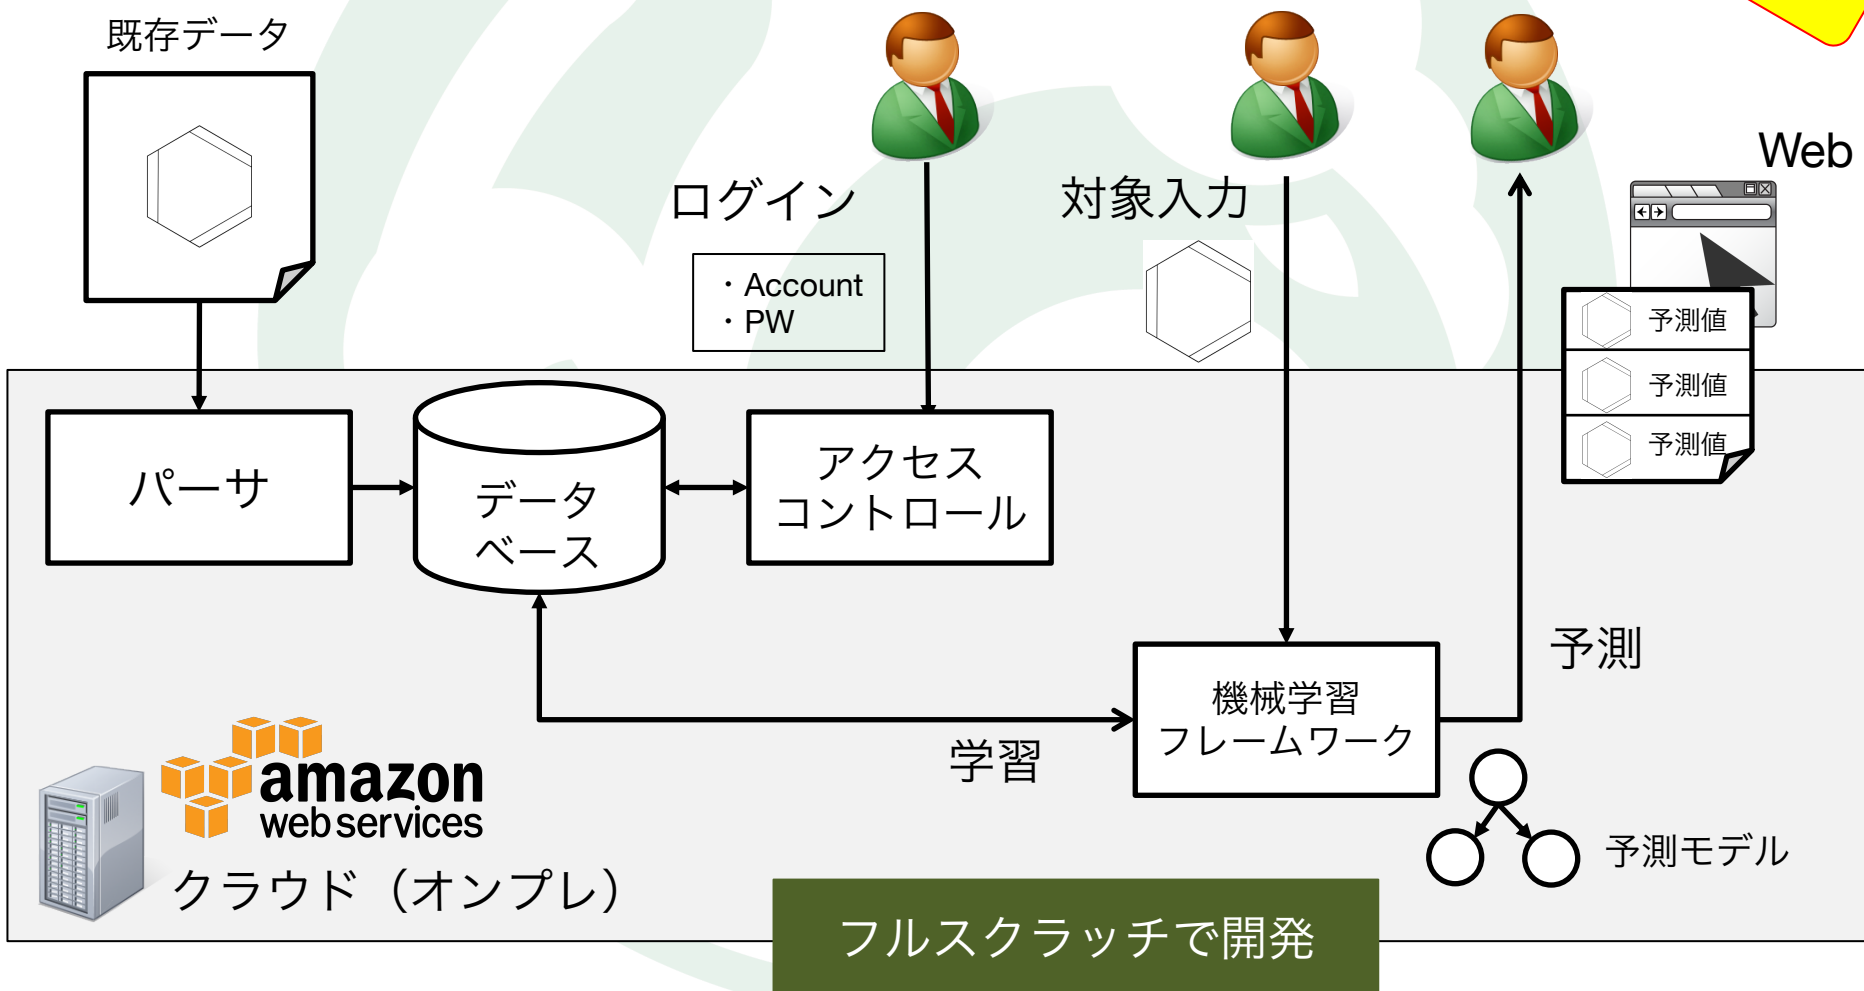 既存データ
Web
ログイン
対象入力
・Account
・PW
予測値
予測値
予測値
パーサ
データ
ベース
アクセス
コントロール
予測
機械学習
フレームワーク
学習
amazon
web services
予測モデル
クラウド（オンプレ）
フルスクラッチで開発